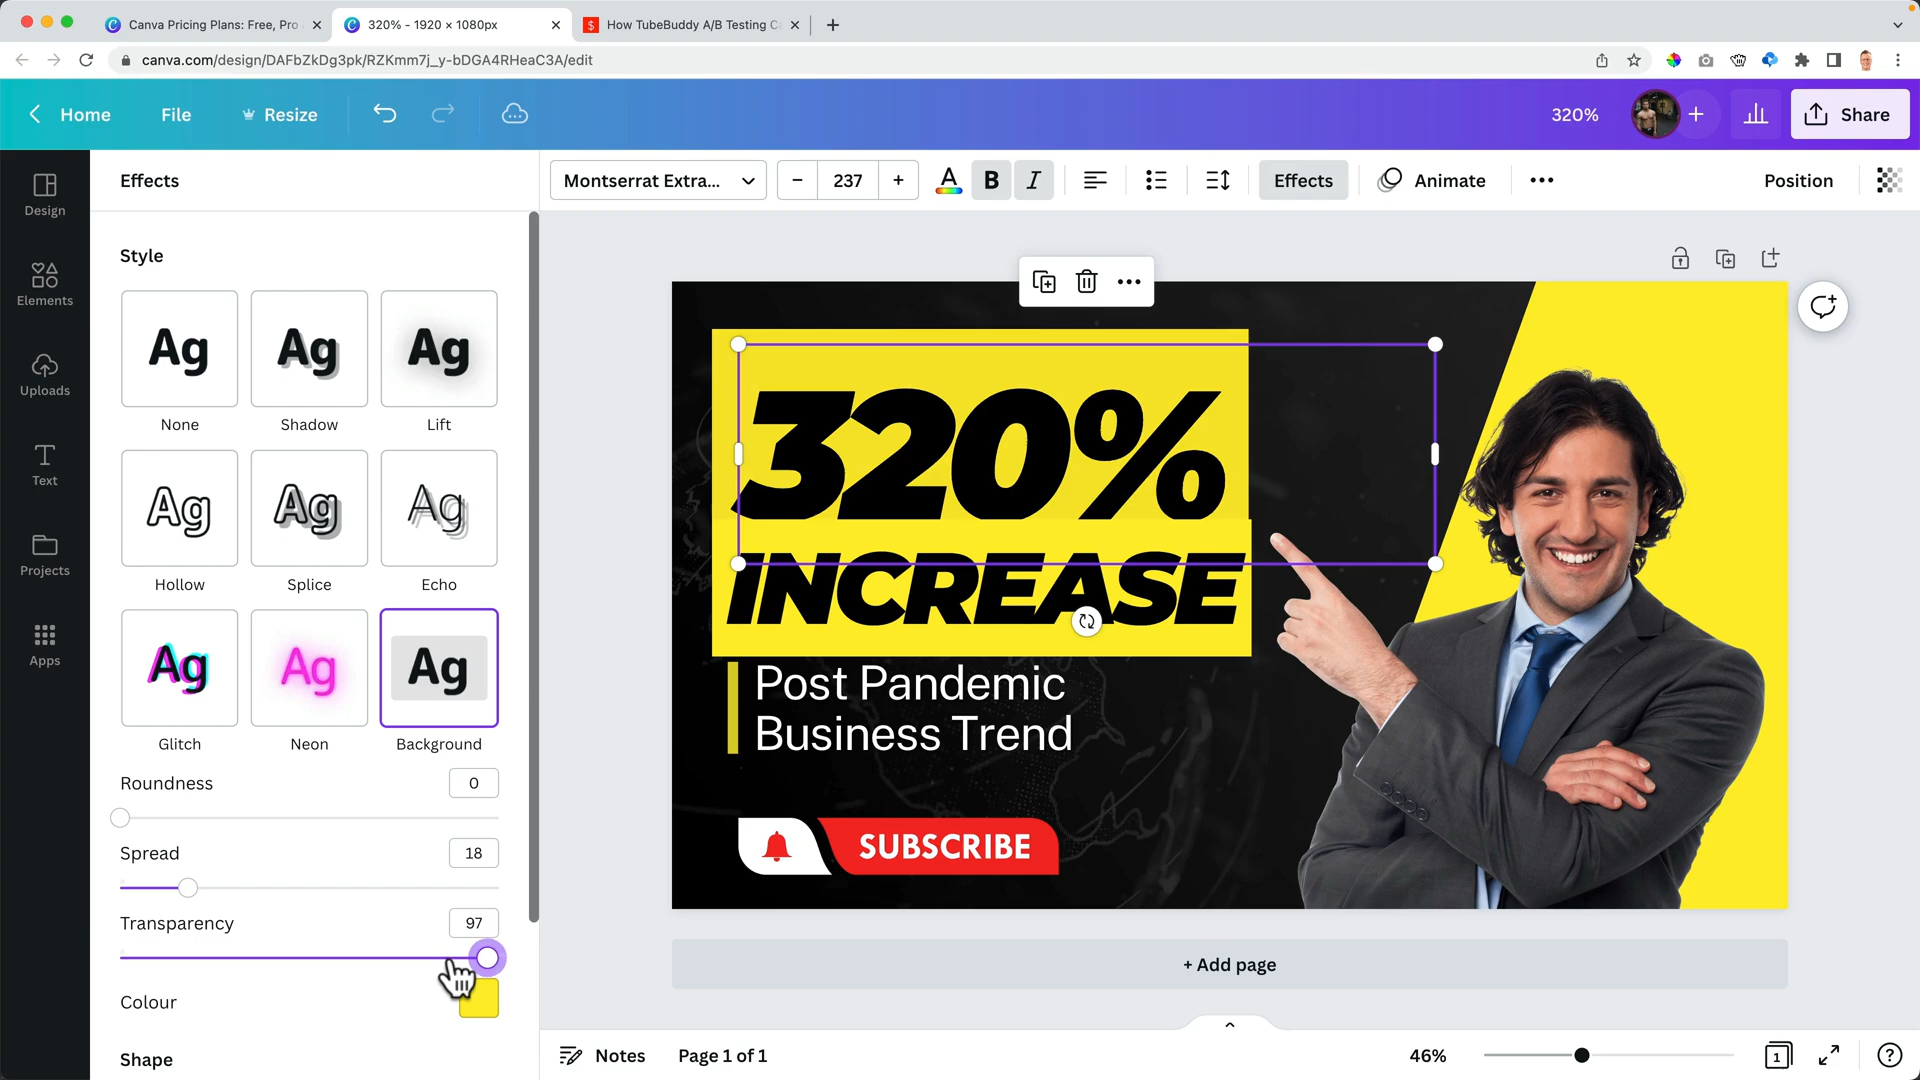 Canva Pricing Plans: Free, Pro
320% - 1920 × 1080px
How TubeBuddy A/B Testing C
canva.com/design/DAFbZkDg3pk/RZKmm7j_y-bDGA4RHeaC3A/edit
Home
File
Resize
320%
Share
Design
Elements
Uploads
Text
Projects
Apps
Effects
Style
Ag
Ag
Ag
None
Shadow
Lift
Ag
Ag
Ag
Hollow
Splice
Echo
Ag
Ag
Ag
Glitch
Neon
Background
Roundness
0
Spread
18
Transparency
97
Colour
Shape
Montserrat Extra...
– 237 +
A
B
I
Effects
Animate
Position
320%
INCREASE
Post Pandemic
Business Trend
SUBSCRIBE
+ Add page
Notes
Page 1 of 1
46%
1
?